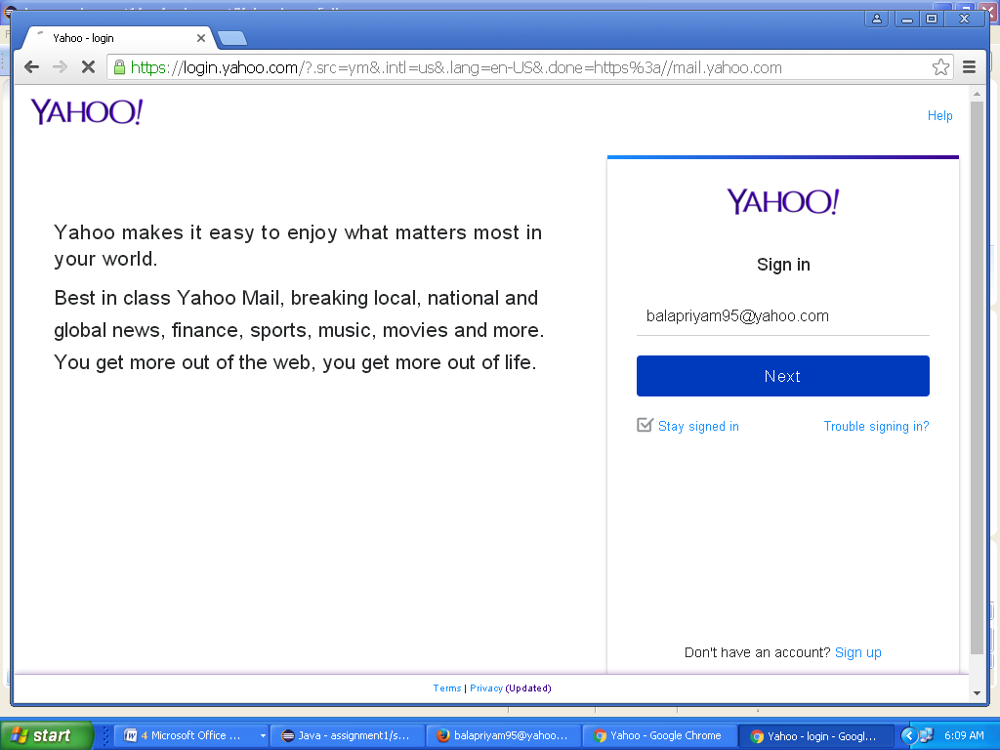 Yahoo - login
https://login.yahoo.com/?.src=ym&.intl=us&.lang=en-US&.done=https%3a//mail.yahoo.com
YAHOO!
Help
YAHOO!
Yahoo makes it easy to enjoy what matters most in
your world.
Best in class Yahoo Mail, breaking local, national and
global news, finance, sports, music, movies and more.
You get more out of the web, you get more out of life.
Sign in
balapriyam95@yahoo.com
Next
Stay signed in
Trouble signing in?
Don't have an account? Sign up
Terms | Privacy (Updated)
start
4 Microsoft Office ...
Java - assignment1/s...
balapriyam95@yahoo...
Yahoo - Google Chrome
Yahoo - login - Googl...
6:09 AM